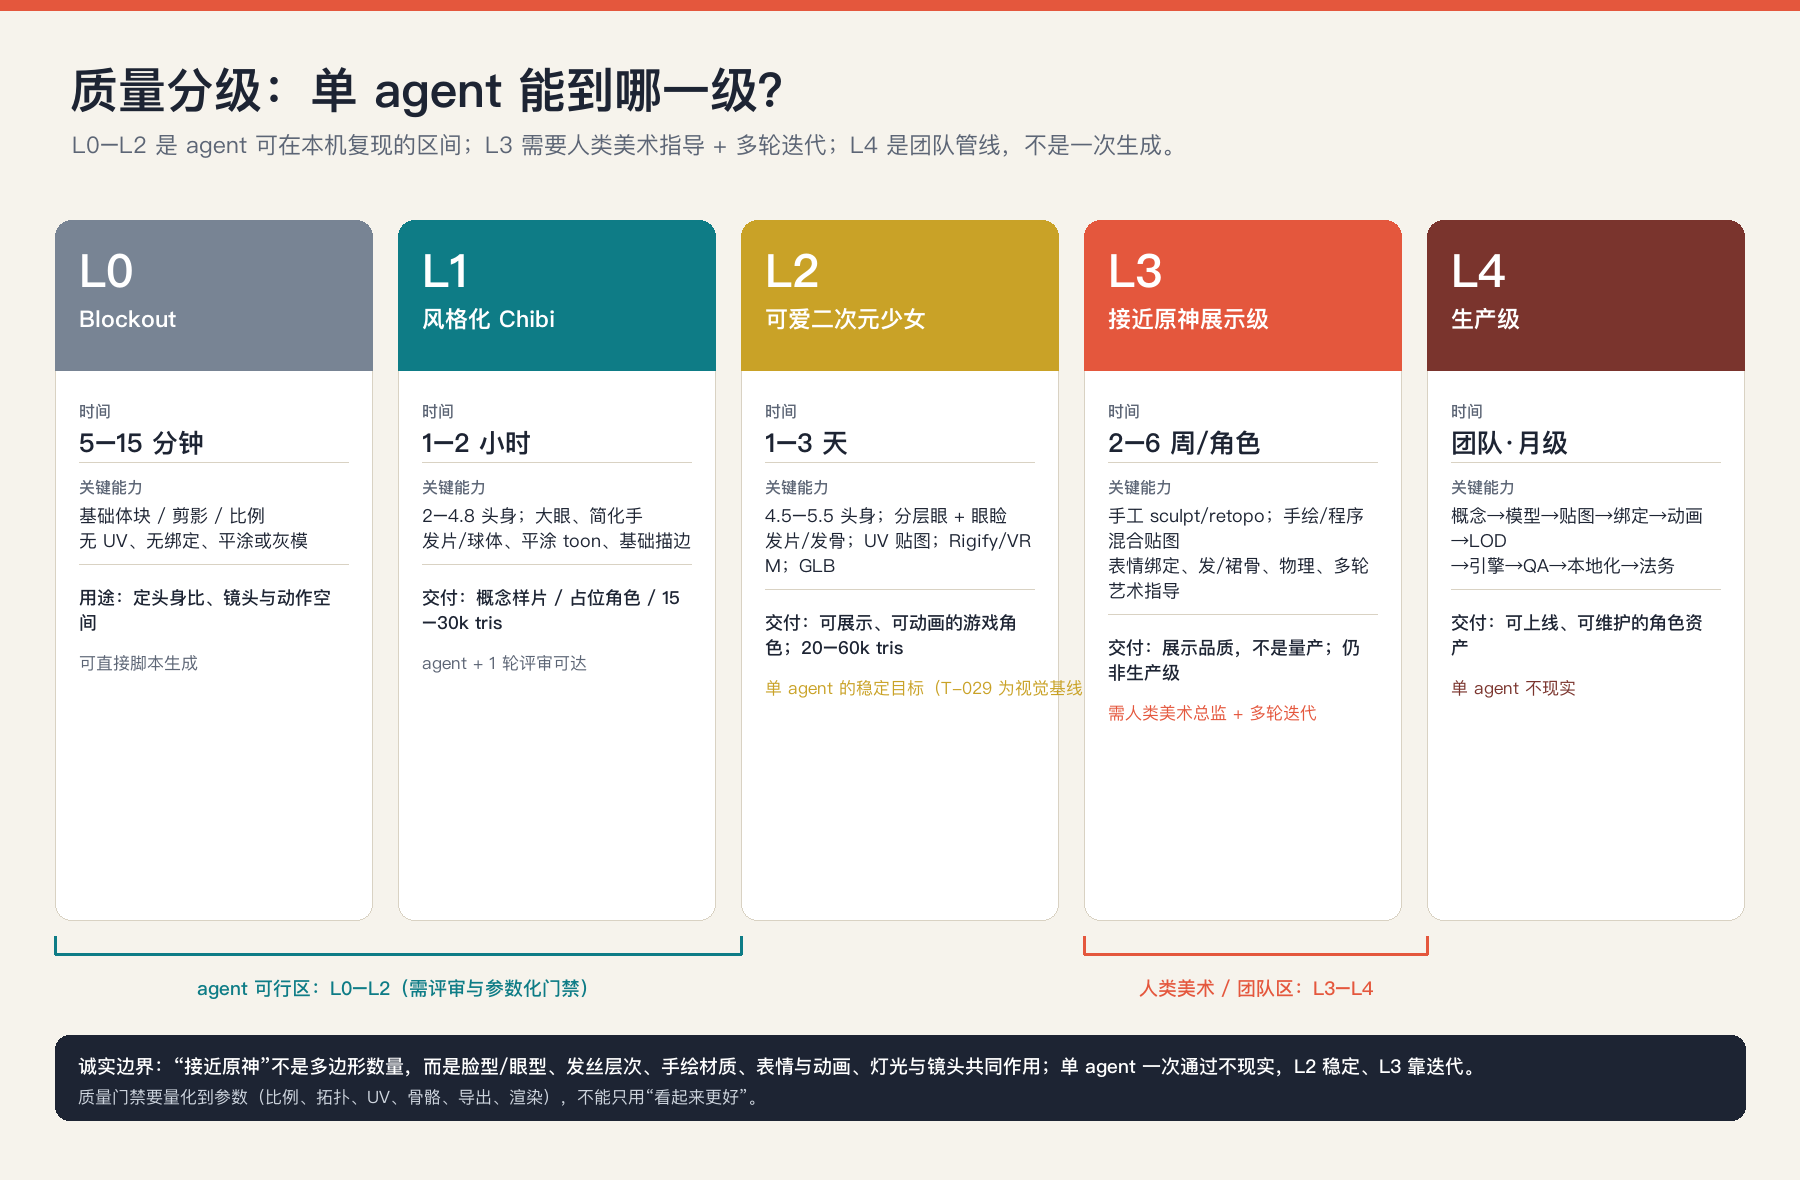 质量分级：单 agent 能到哪一级？
L0—L2 是 agent 可在本机复现的区间；L3 需要人类美术指导 + 多轮迭代；L4 是团队管线，不是一次生成。
L0
Blockout
时间
5—15 分钟
关键能力
基础体块 / 剪影 / 比例
无 UV、无绑定、平涂或灰模
用途：定头身比、镜头与动作空
间
可直接脚本生成
L1
风格化 Chibi
时间
1—2 小时
关键能力
2—4.8 头身；大眼、简化手
发片/球体、平涂 toon、基础描边
交付：概念样片 / 占位角色 / 15
—30k tris
agent + 1 轮评审可达
L2
可爱二次元少女
时间
1—3 天
关键能力
4.5—5.5 头身；分层眼 + 眼睑
发片/发骨；UV 贴图；Rigify/VR
M；GLB
交付：可展示、可动画的游戏角
色；20—60k tris
单 agent 的稳定目标（T-029 为视觉基线
L3
接近原神展示级
时间
2—6 周/角色
关键能力
手工 sculpt/retopo；手绘/程序
混合贴图
表情绑定、发/裙骨、物理、多轮
艺术指导
交付：展示品质，不是量产；仍
非生产级
需人类美术总监 + 多轮迭代
L4
生产级
时间
团队·月级
关键能力
概念→模型→贴图→绑定→动画
→LOD
→引擎→QA→本地化→法务
交付：可上线、可维护的角色资
产
单 agent 不现实
agent 可行区：L0—L2（需评审与参数化门禁）
人类美术 / 团队区：L3—L4
诚实边界：“接近原神”不是多边形数量，而是脸型/眼型、发丝层次、手绘材质、表情与动画、灯光与镜头共同作用；单 agent 一次通过不现实，L2 稳定、L3 靠迭代。
质量门禁要量化到参数（比例、拓扑、UV、骨骼、导出、渲染），不能只用“看起来更好”。